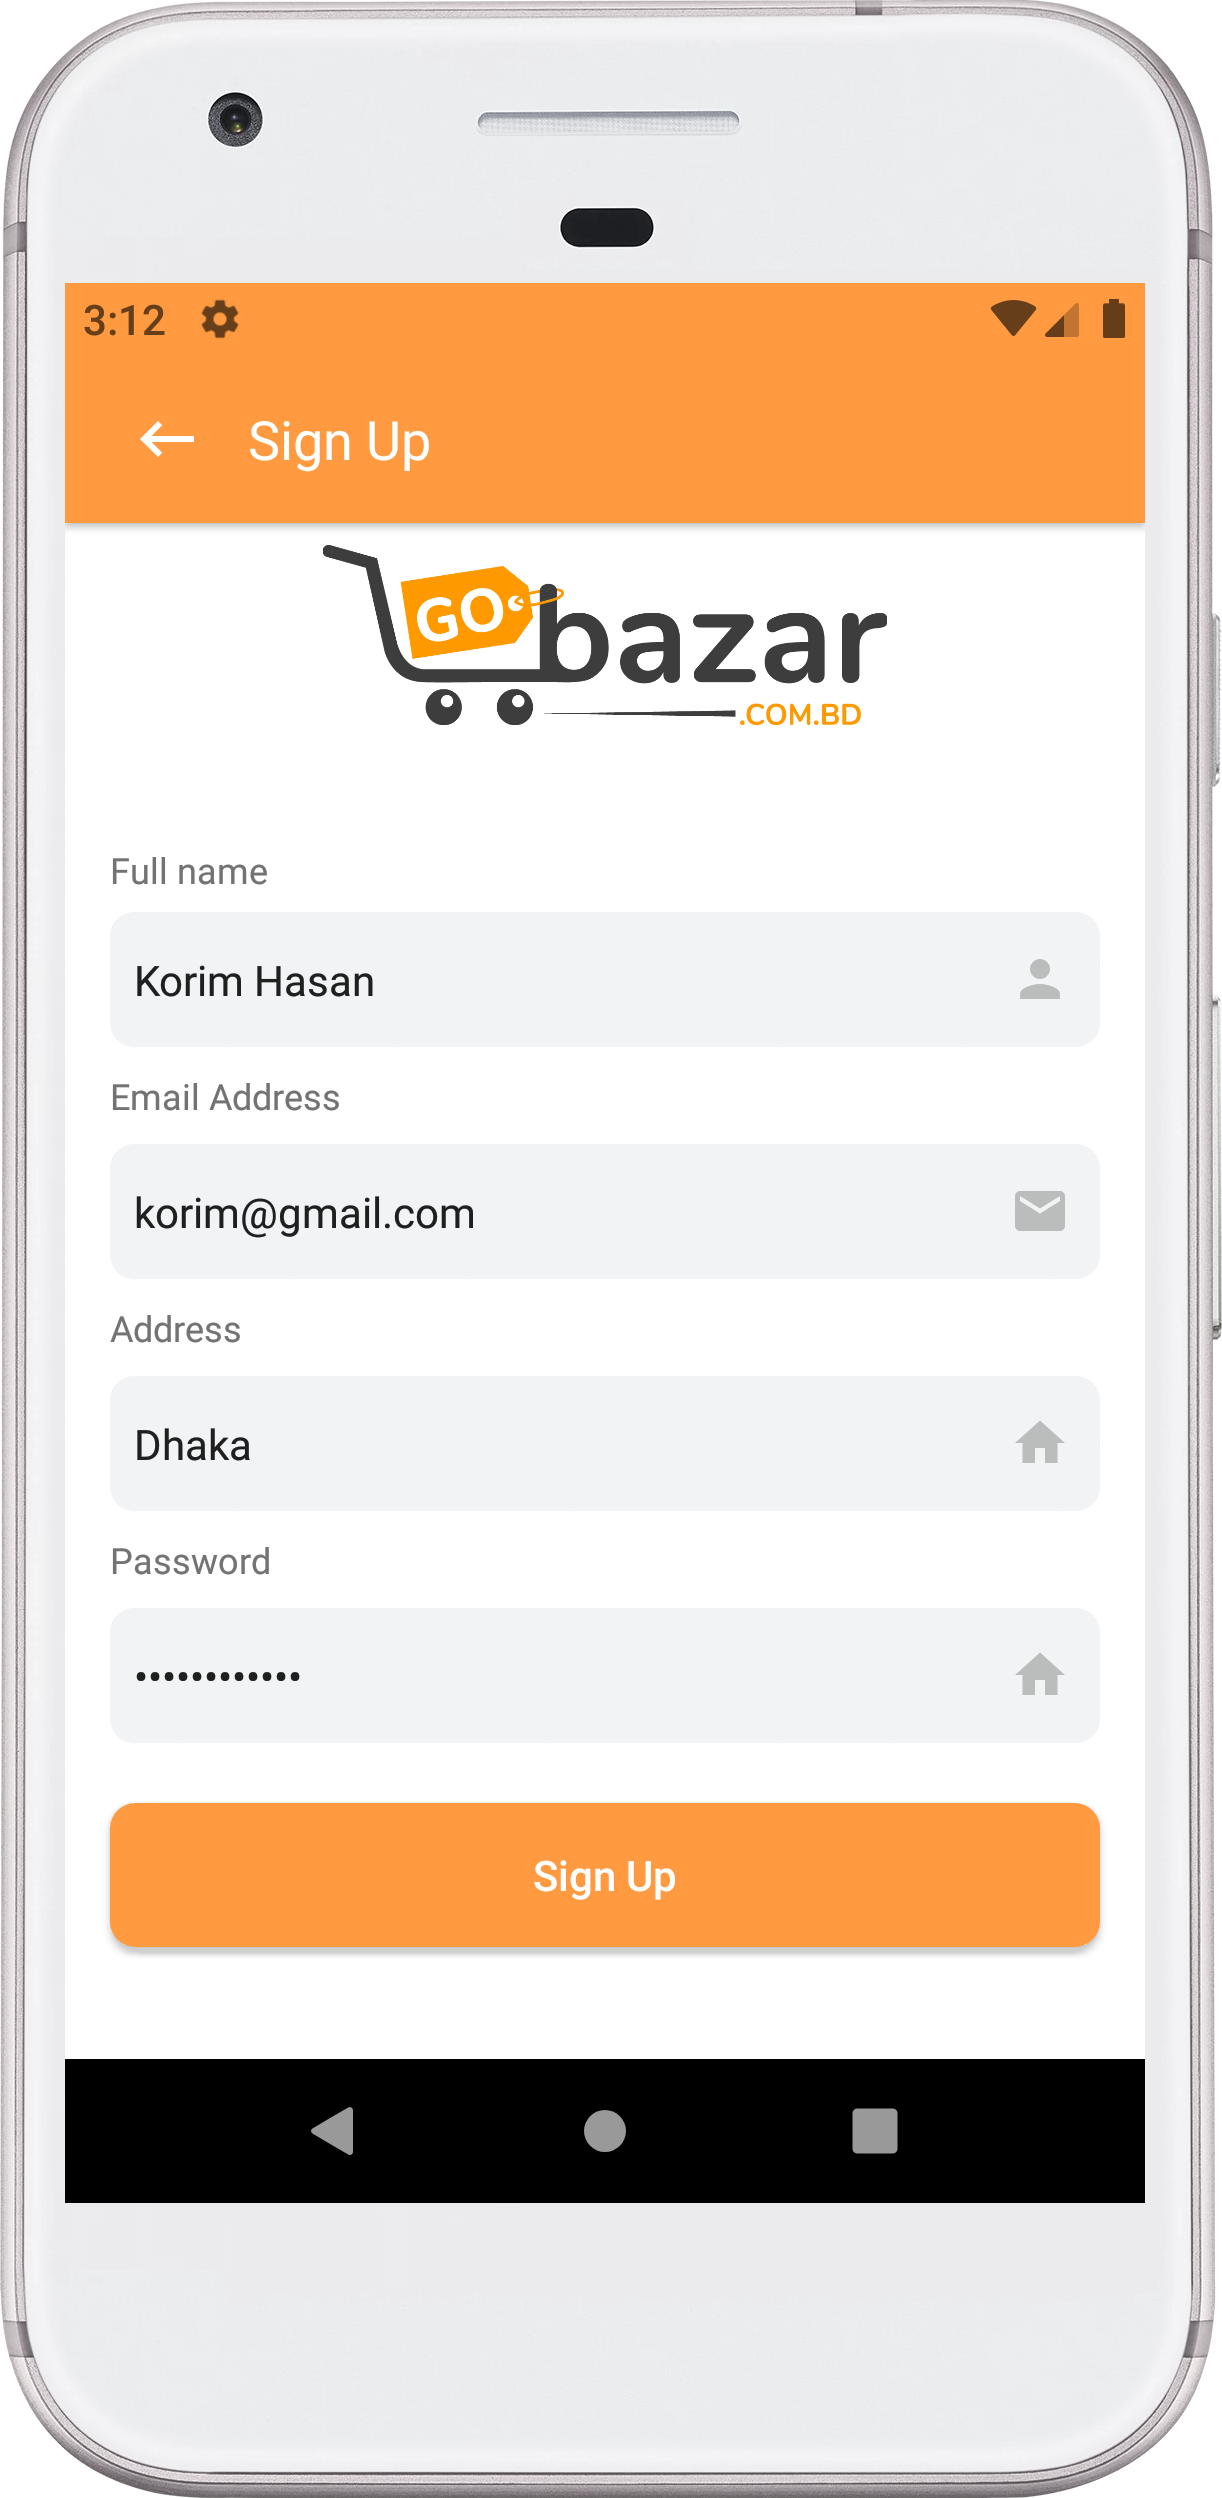 3:12
Sign Up
GO bazar
.COM.BD
Full name
Korim Hasan
Email Address
korim@gmail.com
Address
Dhaka
Password
••••••••••••
Sign Up